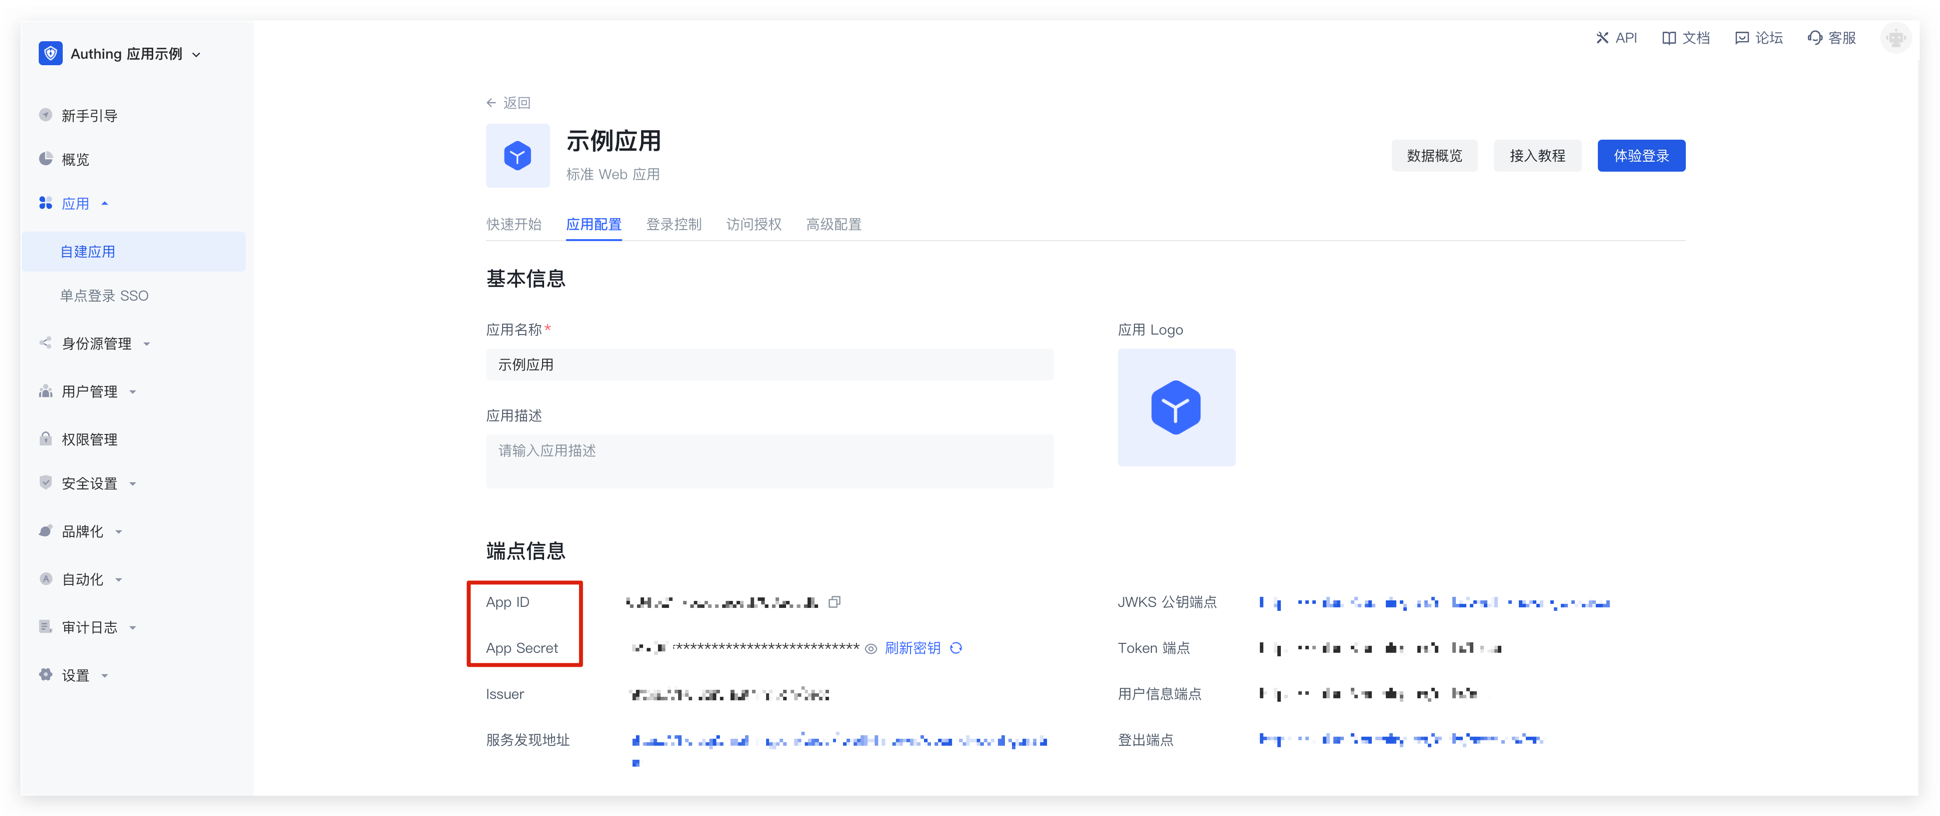 Authing 应用示例
API 文档 论坛 客服
新手引导
概览
应用
自建应用
单点登录 SSO
身份源管理
用户管理
权限管理
安全设置
品牌化
自动化
审计日志
设置
返回
示例应用
标准 Web 应用
数据概览 接入教程 体验登录
快速开始 应用配置 登录控制 访问授权 高级配置
基本信息
应用名称*
示例应用
应用描述
请输入应用描述
应用 Logo
端点信息
App ID
App Secret
刷新密钥
Issuer
服务发现地址
JWKS 公钥端点
Token 端点
用户信息端点
登出端点